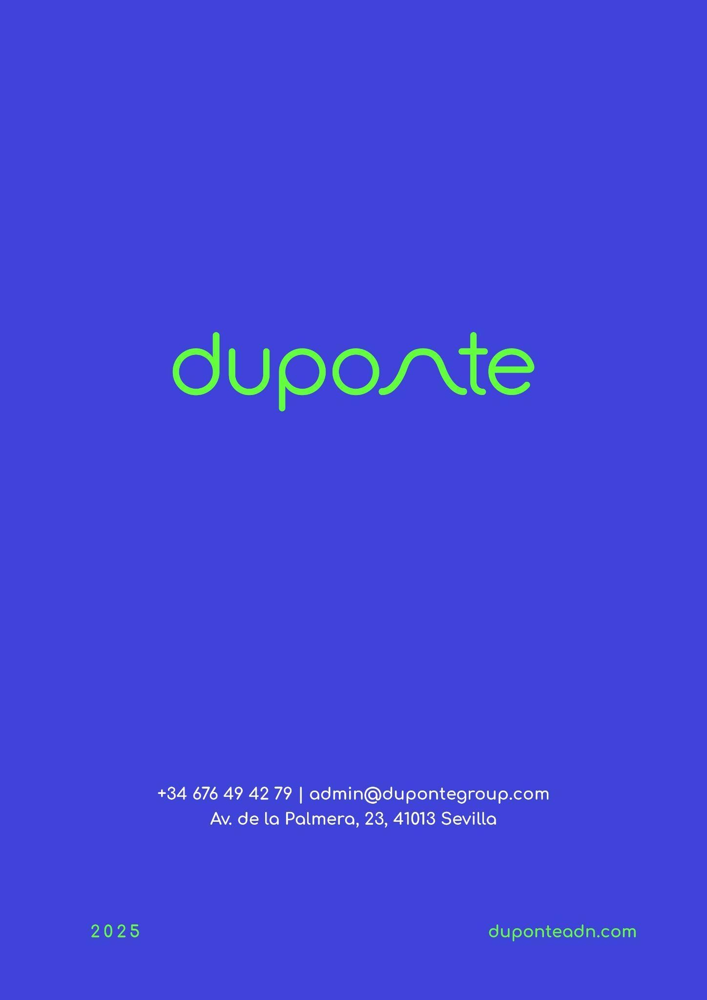 duponte
+34 676 49 42 79 | admin@dupontegroup.com
Av. de la Palmera, 23, 41013 Sevilla
2025
duponteadn.com